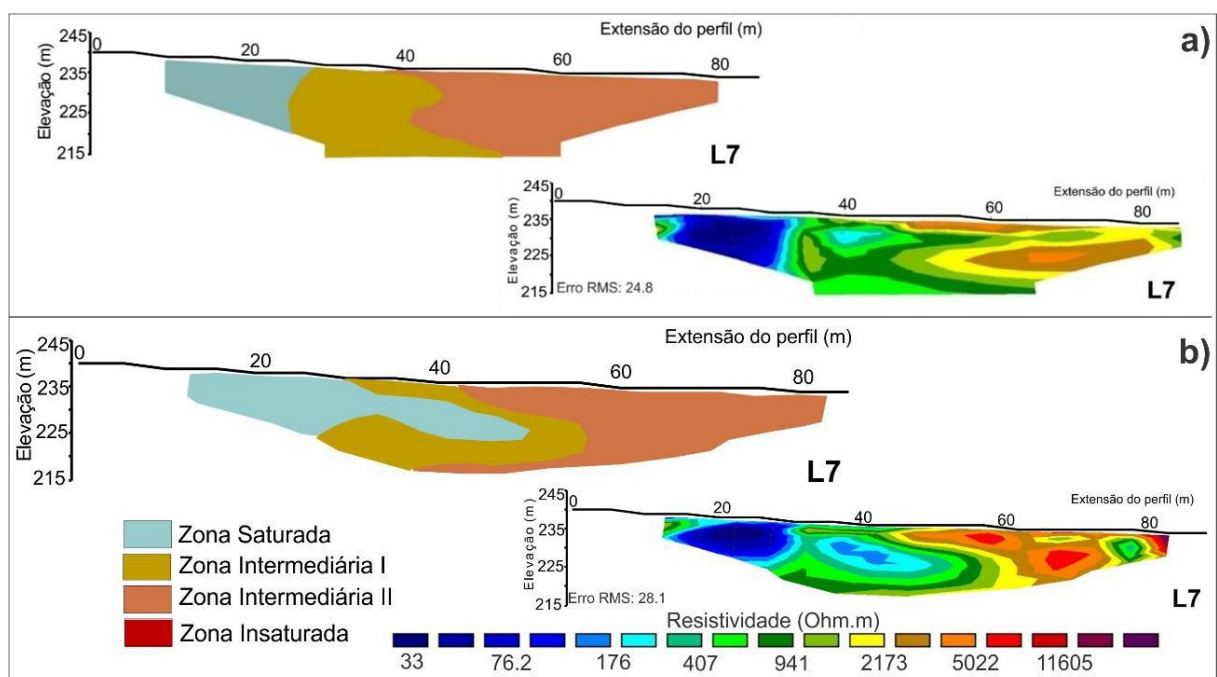 a)
Extensão do perfil (m)
Elevação (m)
245
235
225
215
0 20 40 60 80
L7
Extensão do perfil (m)
Elevação (m)
245
235
225
215
0 20 40 60 80
Erro RMS: 24.8
L7
b)
Extensão do perfil (m)
Elevação (m)
245
235
225
215
0 20 40 60 80
L7
Extensão do perfil (m)
Elevação (m)
245
235
225
215
0 20 40 60 80
Erro RMS: 28.1
L7
Zona Saturada
Zona Intermediária I
Zona Intermediária II
Zona Insaturada
Resistividade (Ohm.m)
33 76.2 176 407 941 2173 5022 11605